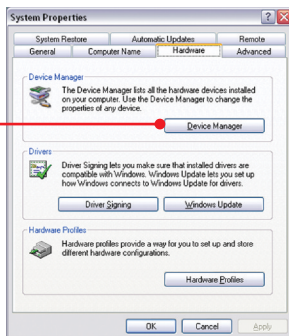 System Properties
System Restore Automatic Updates Remote
General Computer Name Hardware Advanced
Device Manager
The Device Manager lists all the hardware devices installed
on your computer. Use the Device Manager to change the
properties of any device.
Device Manager
Drivers
Driver Signing lets you make sure that installed drivers are
compatible with Windows. Windows Update lets you set up
how Windows connects to Windows Update for drivers.
Driver Signing Windows Update
Hardware Profiles
Hardware profiles provide a way for you to set up and store
different hardware configurations.
Hardware Profiles
OK Cancel Apply